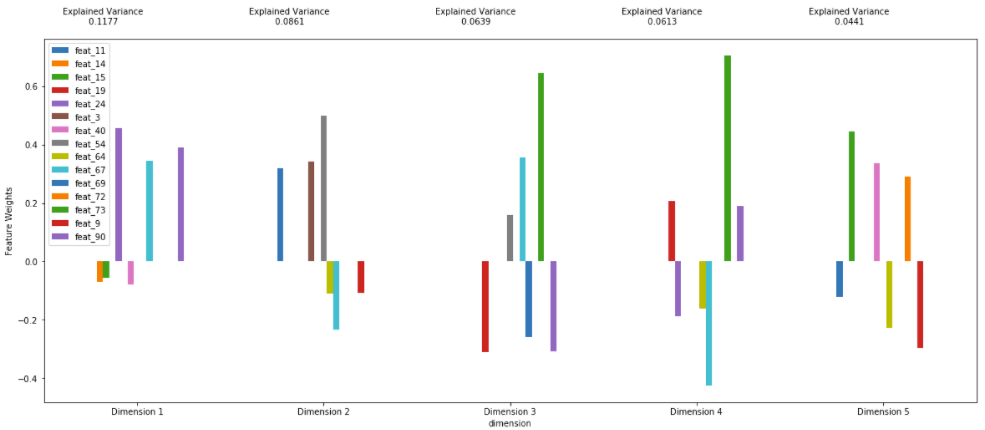 Explained Variance
0.1177
Explained Variance
0.0861
Explained Variance
0.0639
Explained Variance
0.0613
Explained Variance
0.0441
feat_11
feat_14
feat_15
feat_19
feat_24
feat_3
feat_40
feat_54
feat_64
feat_67
feat_69
feat_72
feat_73
feat_9
feat_90
0.6
0.4
0.2
0.0
−0.2
−0.4
Feature Weights
Dimension 1
Dimension 2
Dimension 3
Dimension 4
Dimension 5
dimension